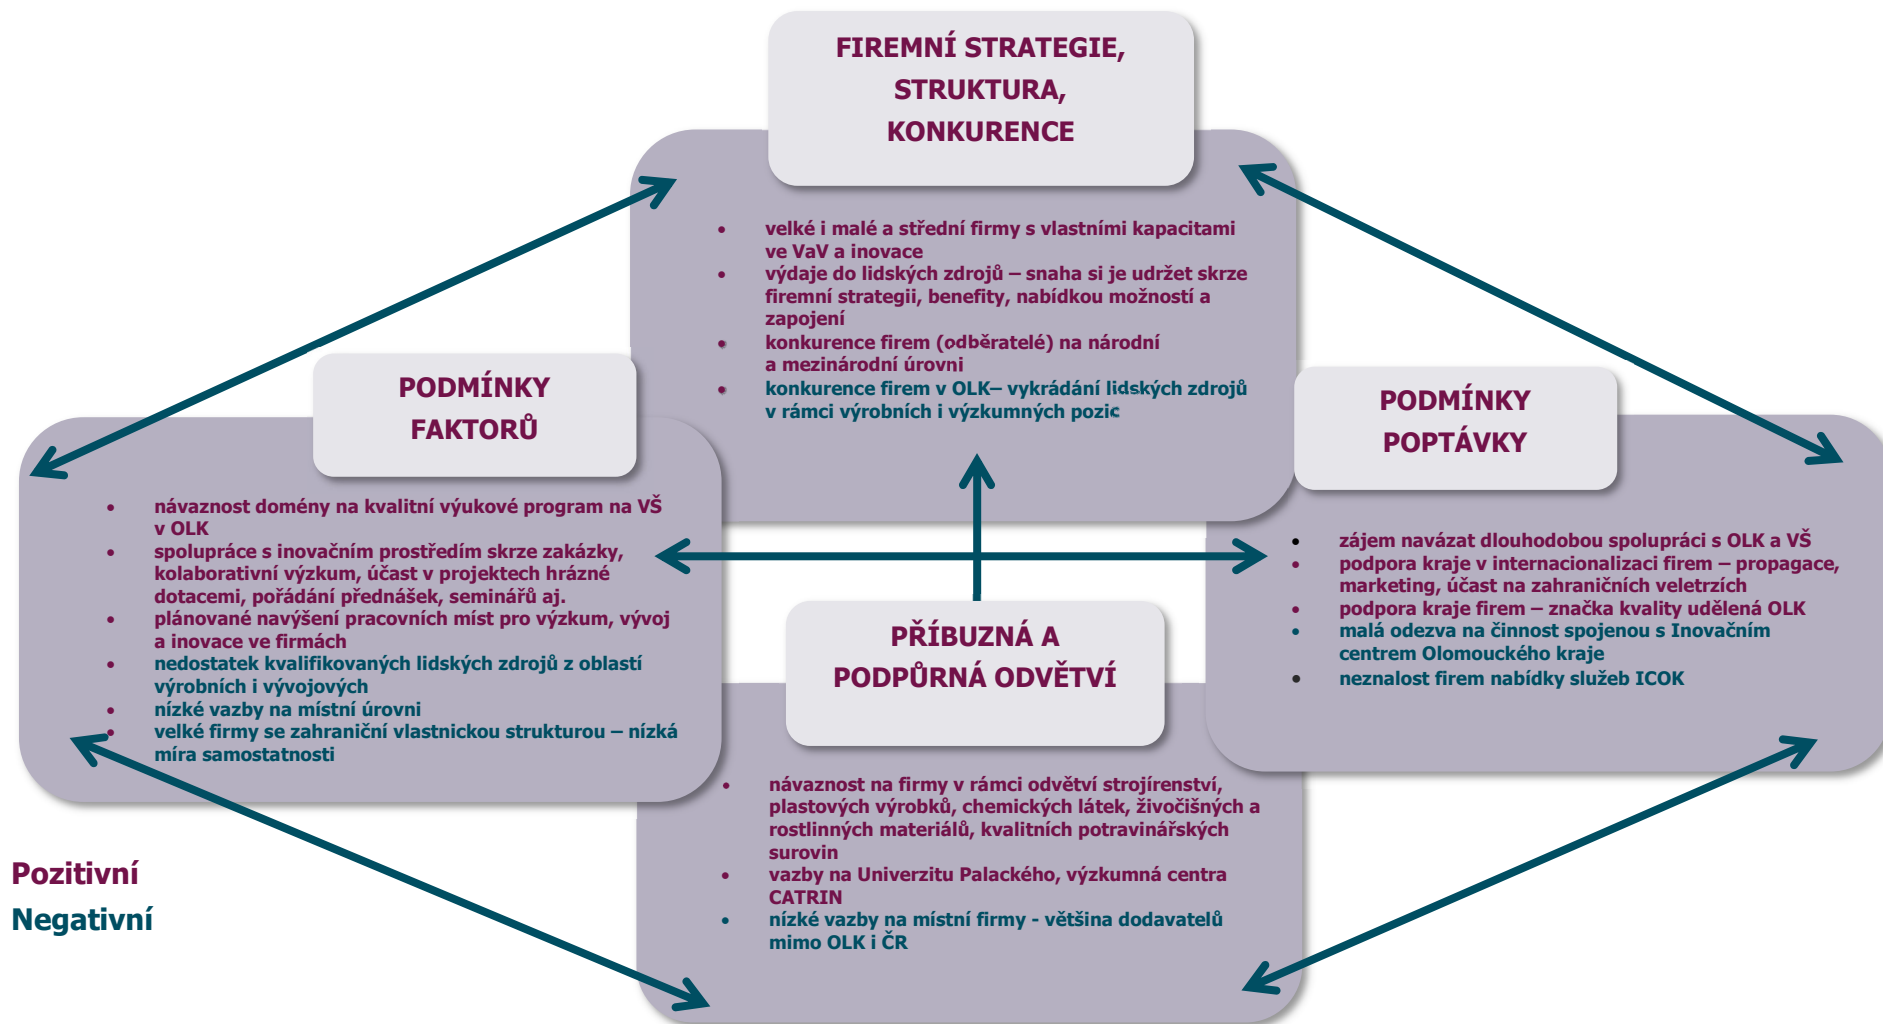 FIREMNÍ STRATEGIE,
STRUKTURA,
KONKURENCE
• velké i malé a střední firmy s vlastními kapacitami
ve VaV a inovace
• výdaje do lidských zdrojů – snaha si je udržet skrze
firemní strategii, benefity, nabídkou možností a
zapojení
• konkurence firem (odběratelé) na národní
a mezinárodní úrovni
• konkurence firem v OLK– vykrádání lidských zdrojů
v rámci výrobních i výzkumných pozic
PODMÍNKY
FAKTORŮ
• návaznost domény na kvalitní výukové program na VŠ
v OLK
• spolupráce s inovačním prostředím skrze zakázky,
kolaborativní výzkum, účast v projektech hrázné
dotacemi, pořádání přednášek, seminářů aj.
• plánované navýšení pracovních míst pro výzkum, vývoj
a inovace ve firmách
• nedostatek kvalifikovaných lidských zdrojů z oblastí
výrobních i vývojových
• nízké vazby na místní úrovni
• velké firmy se zahraniční vlastnickou strukturou – nízká
míra samostatnosti
PODMÍNKY
POPTÁVKY
• zájem navázat dlouhodobou spolupráci s OLK a VŠ
• podpora kraje v internacionalizaci firem – propagace,
marketing, účast na zahraničních veletrzích
• podpora kraje firem – značka kvality udělená OLK
• malá odezva na činnost spojenou s Inovačním
centrem Olomouckého kraje
• neznalost firem nabídky služeb ICOK
PŘÍBUZNÁ A
PODPŮRNÁ ODVĚTVÍ
• návaznost na firmy v rámci odvětví strojírenství,
plastových výrobků, chemických látek, živočišných a
rostlinných materiálů, kvalitních potravinářských
surovin
• vazby na Univerzitu Palackého, výzkumná centra
CATRIN
• nízké vazby na místní firmy - většina dodavatelů
mimo OLK i ČR
Pozitivní
Negativní